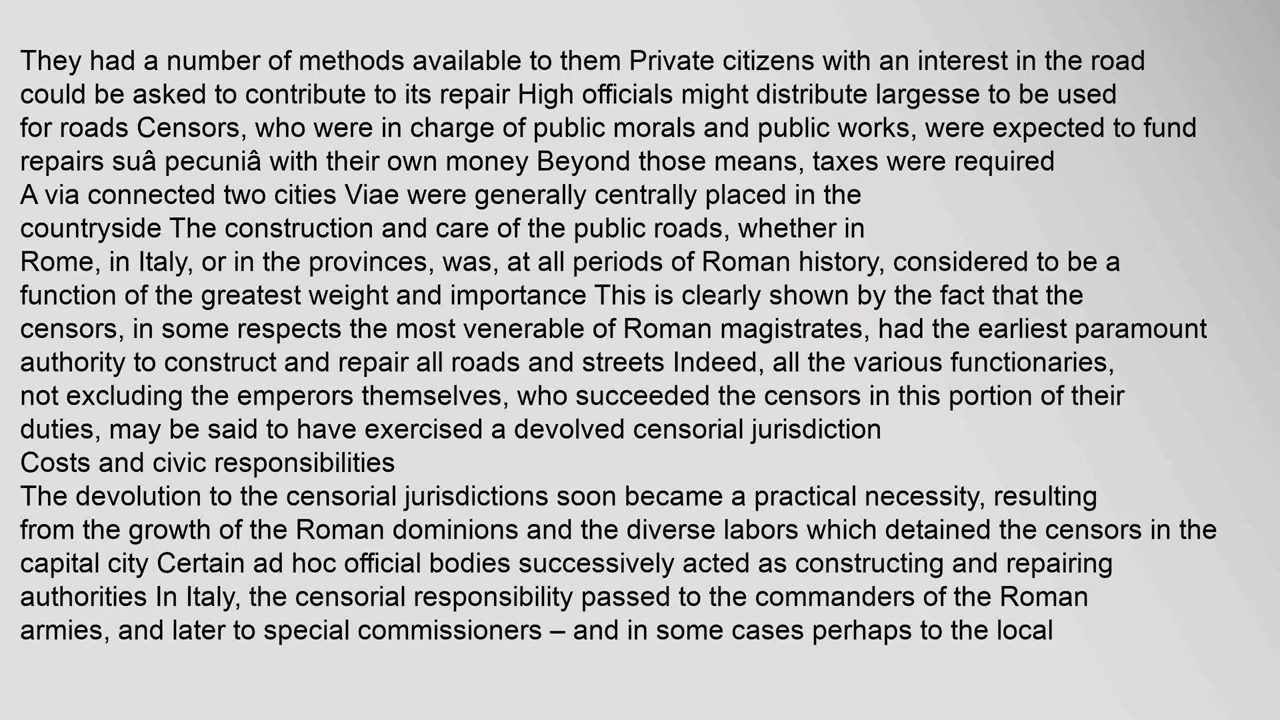 They had a number of methods available to them Private citizens with an interest in the road
could be asked to contribute to its repair High officials might distribute largesse to be used
for roads Censors, who were in charge of public morals and public works, were expected to fund
repairs suâ pecuniâ with their own money Beyond those means, taxes were required
A via connected two cities Viae were generally centrally placed in the
countryside The construction and care of the public roads, whether in
Rome, in Italy, or in the provinces, was, at all periods of Roman history, considered to be a
function of the greatest weight and importance This is clearly shown by the fact that the
censors, in some respects the most venerable of Roman magistrates, had the earliest paramount
authority to construct and repair all roads and streets Indeed, all the various functionaries,
not excluding the emperors themselves, who succeeded the censors in this portion of their
duties, may be said to have exercised a devolved censorial jurisdiction
Costs and civic responsibilities
The devolution to the censorial jurisdictions soon became a practical necessity, resulting
from the growth of the Roman dominions and the diverse labors which detained the censors in the
capital city Certain ad hoc official bodies successively acted as constructing and repairing
authorities In Italy, the censorial responsibility passed to the commanders of the Roman
armies, and later to special commissioners – and in some cases perhaps to the local